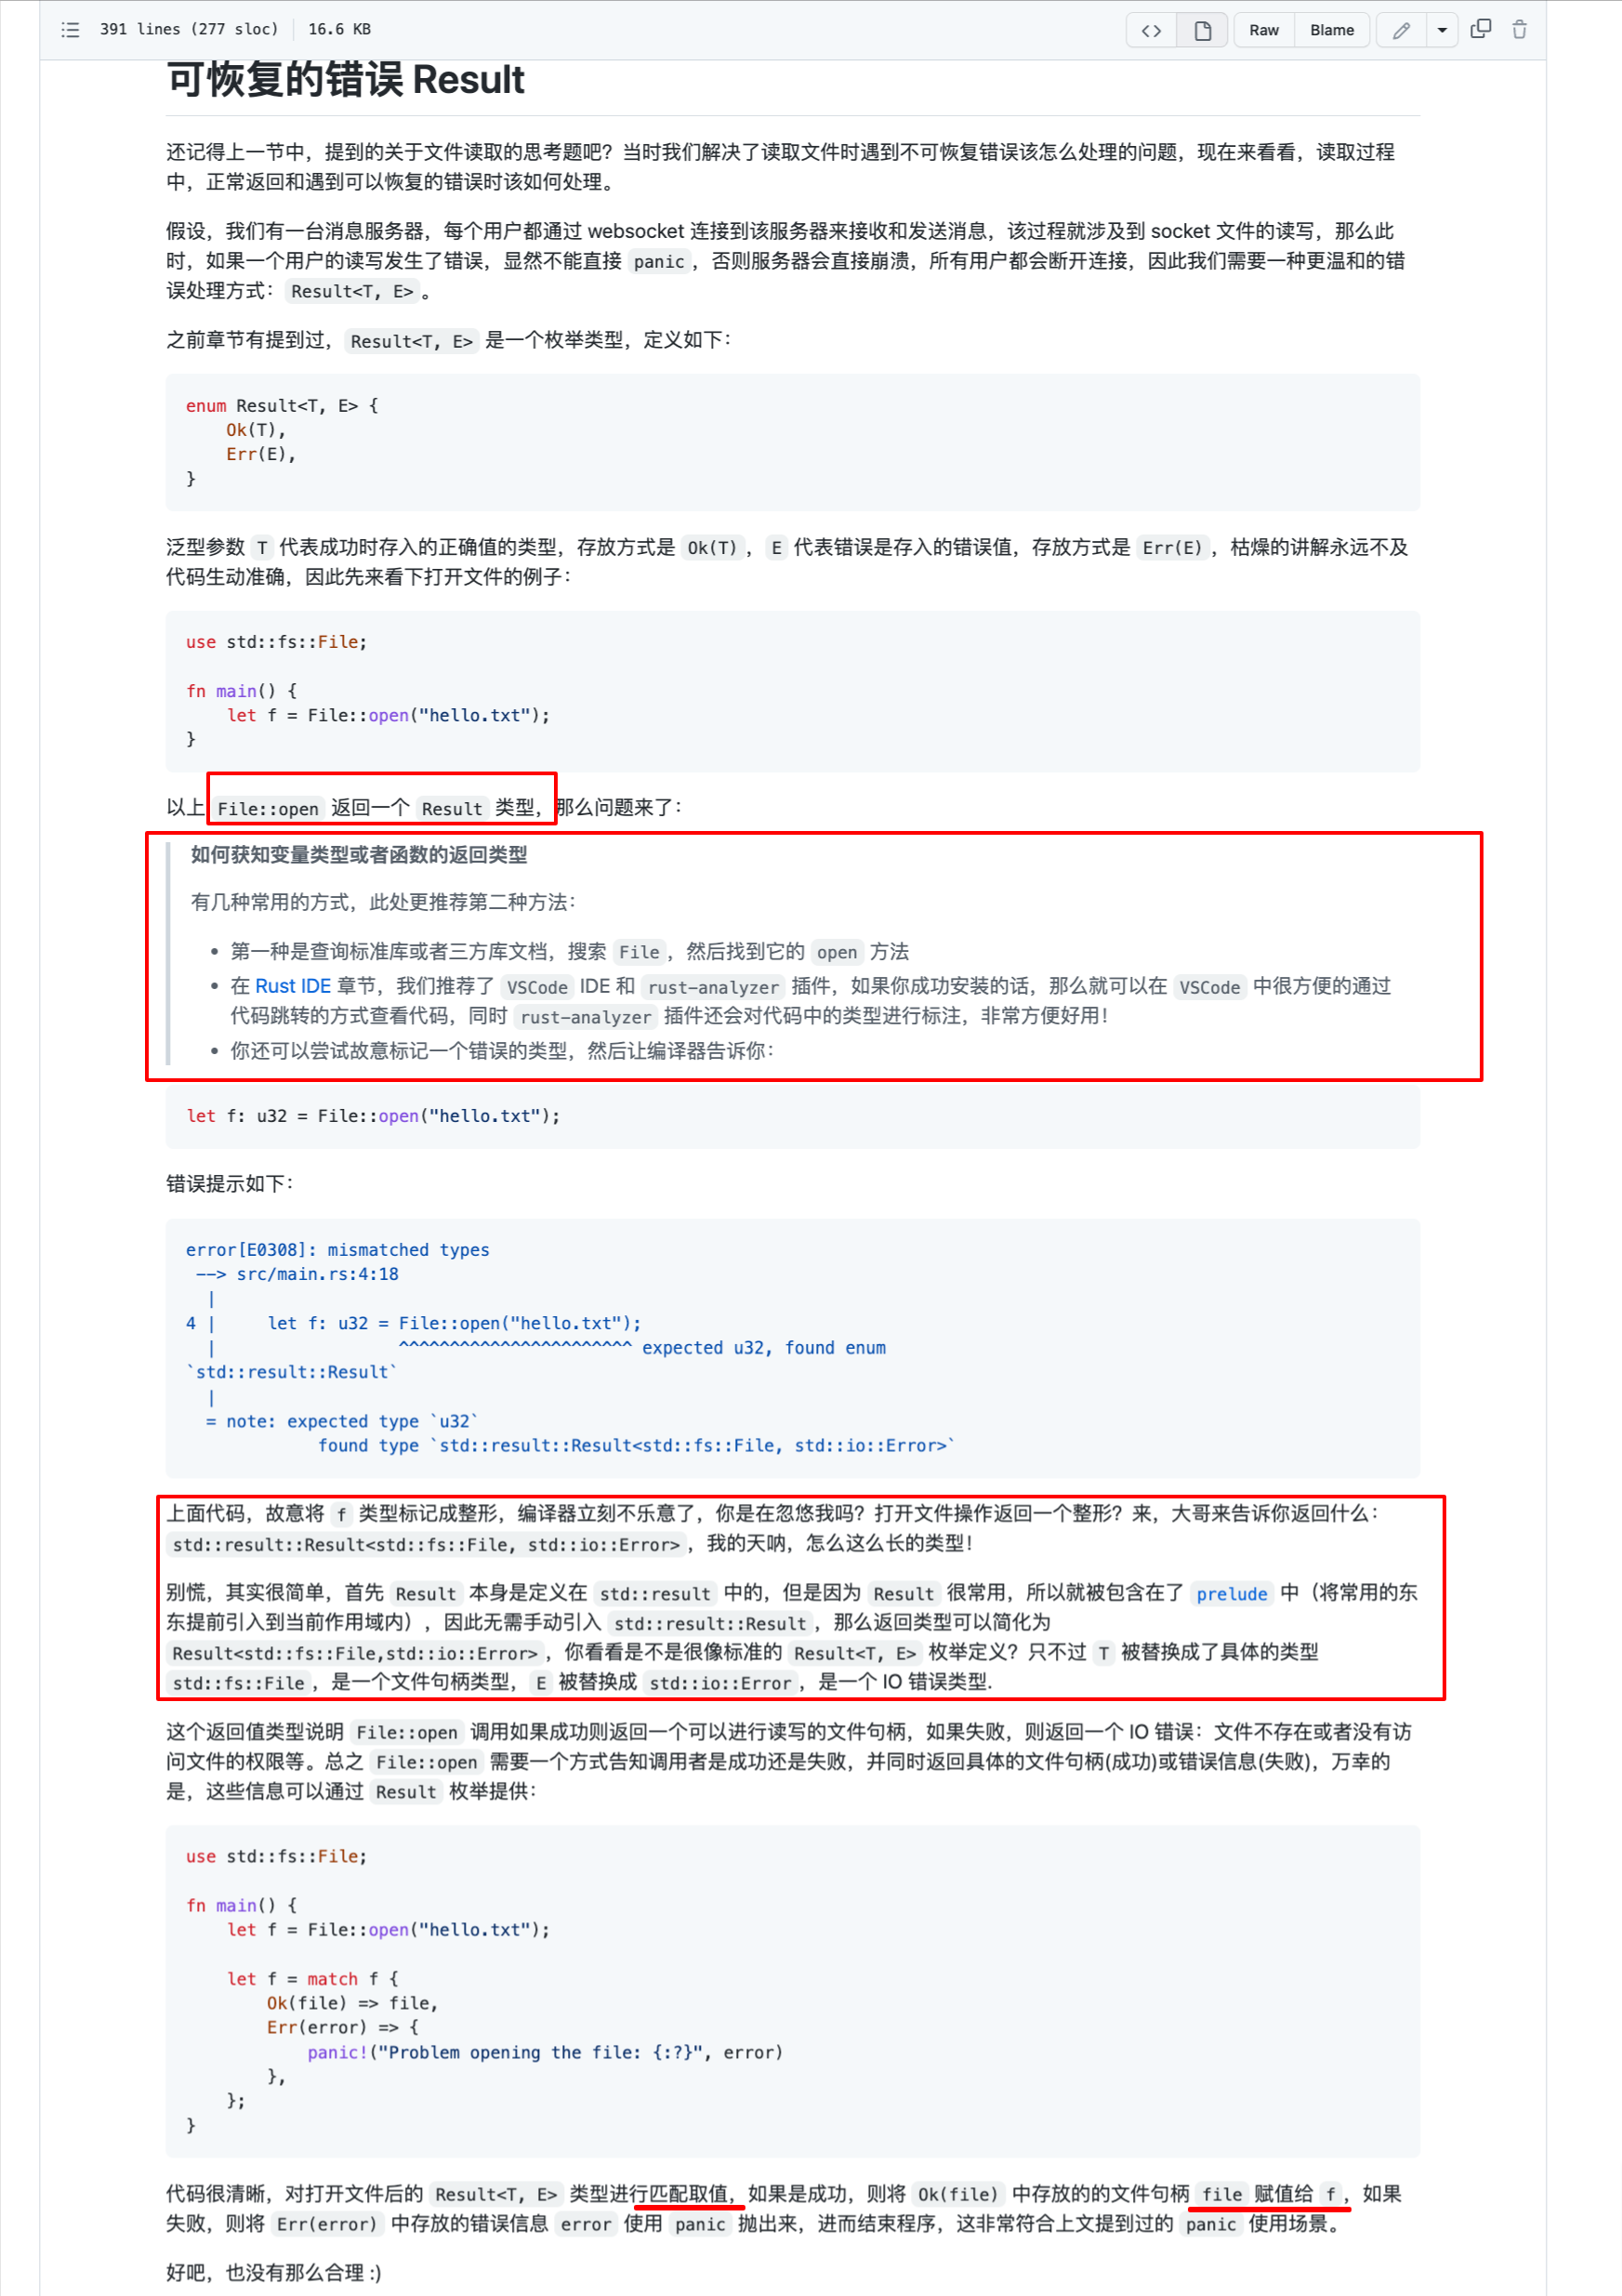 391 lines (277 sloc) 16.6 KB Raw Blame
可恢复的错误 Result
还记得上一节中，提到的关于文件读取的思考题吧？当时我们解决了读取文件时遇到不可恢复错误该怎么处理的问题，现在来看看，读取过程
中，正常返回和遇到可以恢复的错误时该如何处理。
假设，我们有一台消息服务器，每个用户都通过 websocket 连接到该服务器来接收和发送消息，该过程就涉及到 socket 文件的读写，那么此
时，如果一个用户的读写发生了错误，显然不能直接 panic ，否则服务器会直接崩溃，所有用户都会断开连接，因此我们需要一种更温和的错
误处理方式： Result<T, E> 。
之前章节有提到过， Result<T, E> 是一个枚举类型，定义如下：
enum Result<T, E> {
    Ok(T),
    Err(E),
}
泛型参数 T 代表成功时存入的正确值的类型，存放方式是 Ok(T) ， E 代表错误是存入的错误值，存放方式是 Err(E) ，枯燥的讲解永远不及
代码生动准确，因此先来看下打开文件的例子：
use std::fs::File;
fn main() {
    let f = File::open("hello.txt");
}
以上 File::open 返回一个 Result 类型，那么问题来了：
如何获知变量类型或者函数的返回类型
有几种常用的方式，此处更推荐第二种方法：
• 第一种是查询标准库或者三方库文档，搜索 File ，然后找到它的 open 方法
• 在 Rust IDE 章节，我们推荐了 VSCode IDE 和 rust-analyzer 插件，如果你成功安装的话，那么就可以在 VSCode 中很方便的通过
代码跳转的方式查看代码，同时 rust-analyzer 插件还会对代码中的类型进行标注，非常方便好用！
• 你还可以尝试故意标记一个错误的类型，然后让编译器告诉你：
let f: u32 = File::open("hello.txt");
错误提示如下：
error[E0308]: mismatched types
 --> src/main.rs:4:18
  |
4 |     let f: u32 = File::open("hello.txt");
  |                  ^^^^^^^^^^^^^^^^^^^^^^^ expected u32, found enum
`std::result::Result`
  |
  = note: expected type `u32`
             found type `std::result::Result<std::fs::File, std::io::Error>`
上面代码，故意将 f 类型标记成整形，编译器立刻不乐意了，你是在忽悠我吗？打开文件操作返回一个整形？来，大哥来告诉你返回什么：
std::result::Result<std::fs::File, std::io::Error> ，我的天呐，怎么这么长的类型！
别慌，其实很简单，首先 Result 本身是定义在 std::result 中的，但是因为 Result 很常用，所以就被包含在了 prelude 中（将常用的东
东提前引入到当前作用域内），因此无需手动引入 std::result::Result ，那么返回类型可以简化为
Result<std::fs::File,std::io::Error> ，你看看是不是很像标准的 Result<T, E> 枚举定义？只不过 T 被替换成了具体的类型
std::fs::File ，是一个文件句柄类型， E 被替换成 std::io::Error ，是一个 IO 错误类型.
这个返回值类型说明 File::open 调用如果成功则返回一个可以进行读写的文件句柄，如果失败，则返回一个 IO 错误：文件不存在或者没有访
问文件的权限等。总之 File::open 需要一个方式告知调用者是成功还是失败，并同时返回具体的文件句柄(成功)或错误信息(失败)，万幸的
是，这些信息可以通过 Result 枚举提供：
use std::fs::File;
fn main() {
    let f = File::open("hello.txt");
    let f = match f {
        Ok(file) => file,
        Err(error) => {
            panic!("Problem opening the file: {:?}", error)
        },
    };
}
代码很清晰，对打开文件后的 Result<T, E> 类型进行匹配取值，如果是成功，则将 Ok(file) 中存放的的文件句柄 file 赋值给 f ，如果
失败，则将 Err(error) 中存放的错误信息 error 使用 panic 抛出来，进而结束程序，这非常符合上文提到过的 panic 使用场景。
好吧，也没有那么合理 :)